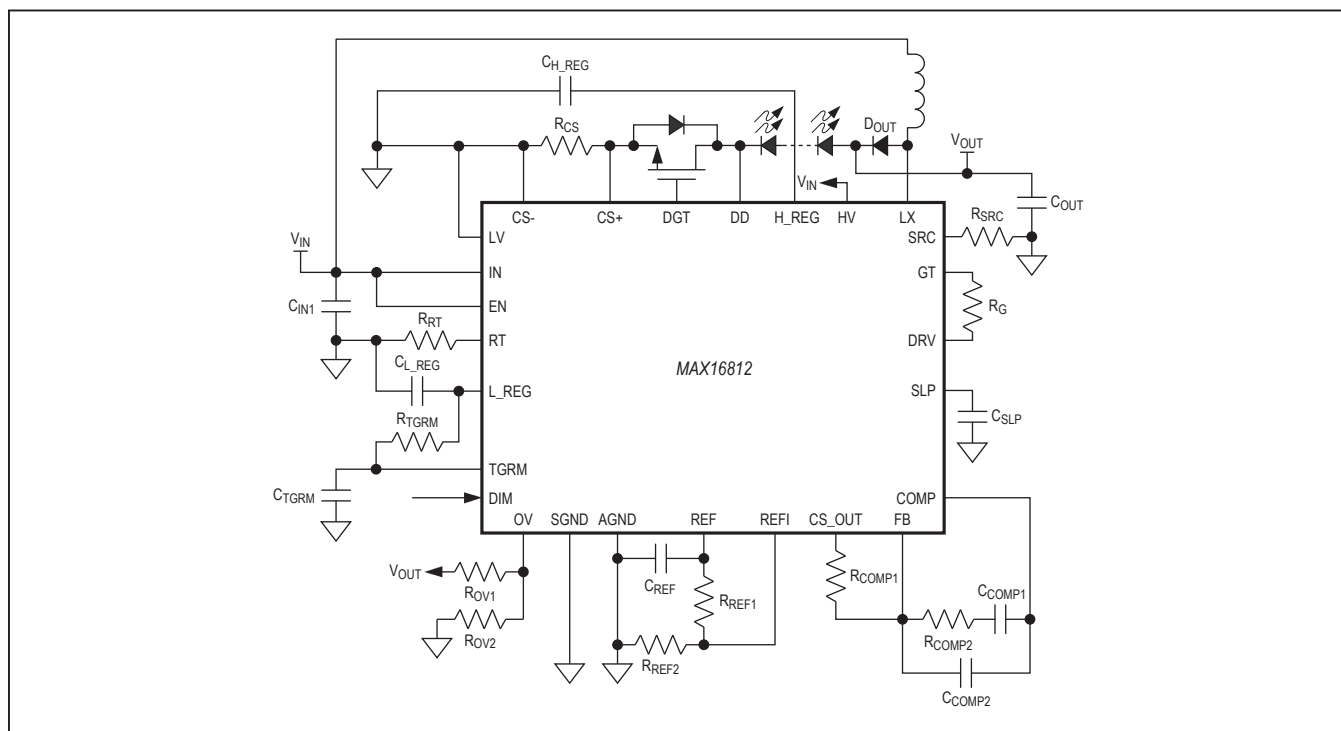 C_H_REG
R_CS
D_OUT
V_OUT
V_IN
C_OUT
CS-
CS+
DGT
DD
H_REG
HV
LX
LV
SRC
R_SRC
V_IN
IN
GT
C_IN1
EN
R_G
R_RT
RT
DRV
C_L_REG
MAX16812
L_REG
SLP
R_TGRM
C_SLP
TGRM
C_TGRM
DIM
COMP
OV
SGND
AGND
REF
REFI
CS_OUT
FB
V_OUT
R_OV1
C_REF
R_COMP1
R_REF1
C_COMP1
R_OV2
R_REF2
R_COMP2
C_COMP2